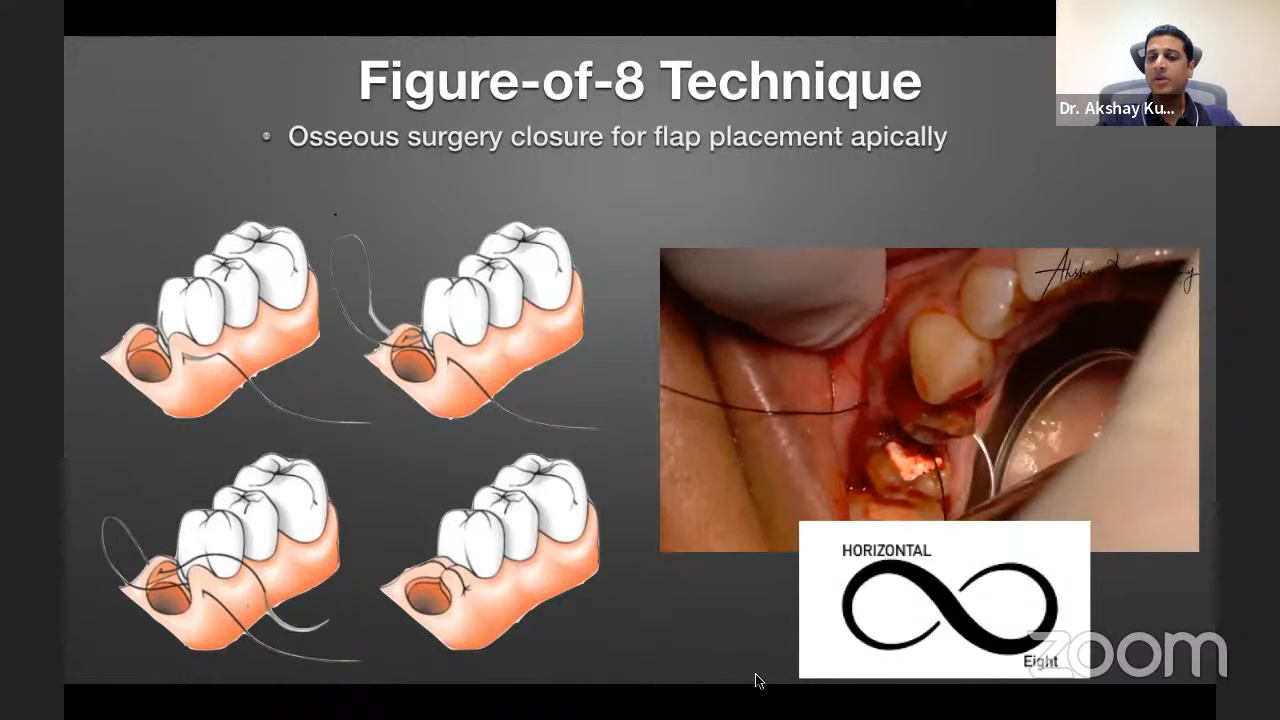 Figure-of-8 Technique
• Osseous surgery closure for flap placement apically
Dr. Akshay Ku...
HORIZONTAL
Eight
zoom